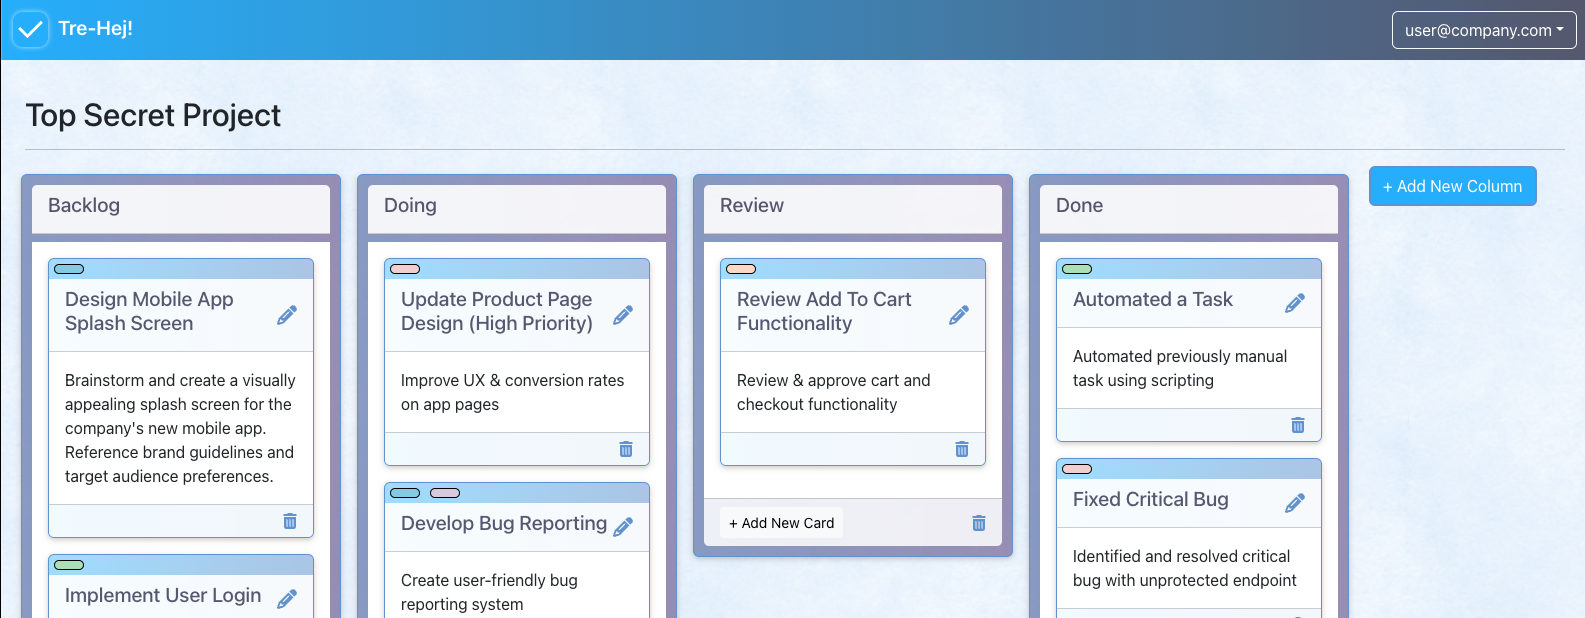 Tre-Hej!
user@company.com
Top Secret Project
+ Add New Column
Backlog
Design Mobile App
Splash Screen
Brainstorm and create a visually
appealing splash screen for the
company's new mobile app.
Reference brand guidelines and
target audience preferences.
Implement User Login
Doing
Update Product Page
Design (High Priority)
Improve UX & conversion rates
on app pages
Develop Bug Reporting
Create user-friendly bug
reporting system
Review
Review Add To Cart
Functionality
Review & approve cart and
checkout functionality
+ Add New Card
Done
Automated a Task
Automated previously manual
task using scripting
Fixed Critical Bug
Identified and resolved critical
bug with unprotected endpoint